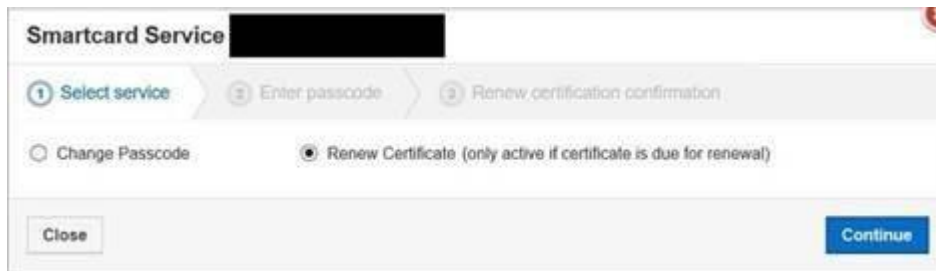 Smartcard Service
1 Select service 2 Enter passcode 3 Renew certification confirmation
Change Passcode Renew Certificate (only active if certificate is due for renewal)
Close Continue